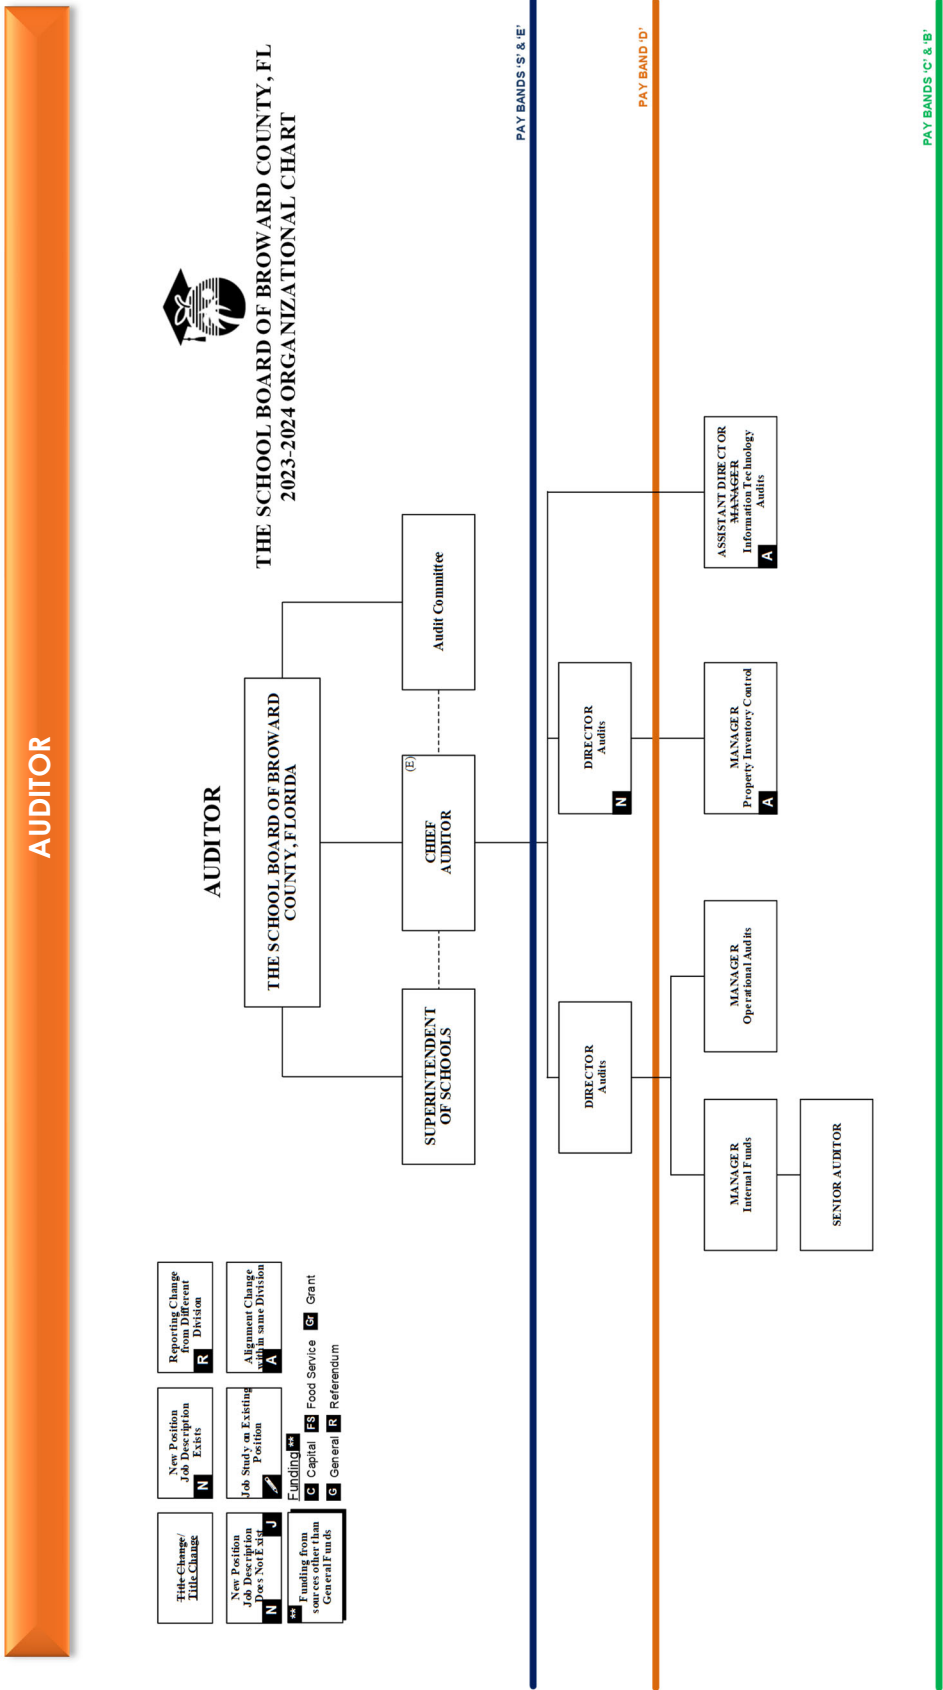 AUDITOR
THE SCHOOL BOARD OF BROWARD COUNTY, FL
2023-2024 ORGANIZATIONAL CHART
AUDITOR
THE SCHOOL BOARD OF BROWARD
COUNTY, FLORIDA
SUPERINTENDENT
OF SCHOOLS
(E)
CHIEF
AUDITOR
Audit Committee
PAY BANDS ‘S’ & ‘E’
DIRECTOR
Audits
DIRECTOR
Audits
N
PAY BAND ‘D’
MANAGER
Internal Funds
MANAGER
Operational Audits
MANAGER
Property Inventory Control
A
ASSISTANT DIRECTOR
MANAGER
Information Technology
Audits
A
SENIOR AUDITOR
PAY BANDS ‘C’ & ‘B’
Title Change/
Title Change
New Position
Job Description
Exists
N
Reporting Change
from Different
Division
R
New Position
Job Description
Does Not Exist
N
J
Job Study on Existing
Position
Alignment Change
within same Division
A
**
Funding from
sources other than
General Funds
Funding**
C Capital FS Food Service Gr Grant
G General R Referendum